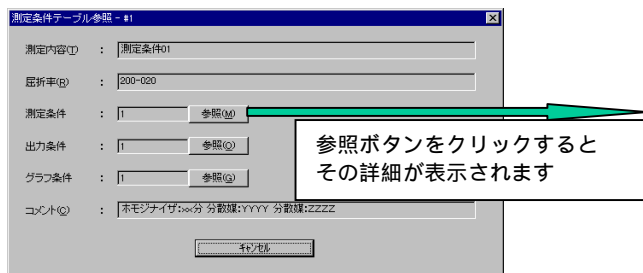 測定条件テーブル参照 - #1
測定内容(T) : 測定条件01
屈折率(R) : 200-020
測定条件 : 1 参照(M)
出力条件 : 1 参照(O)
グラフ条件 : 1 参照(G)
コメント(C) : ホモジナイザ:××分 分散媒:YYYY 分散媒:ZZZZ
キャンセル
参照ボタンをクリックすると
その詳細が表示されます